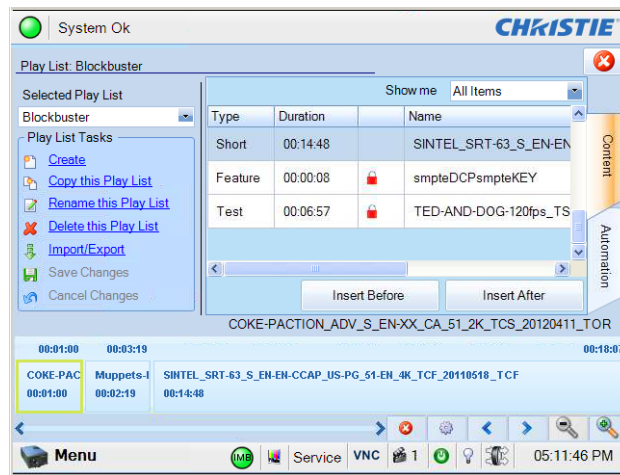 System Ok
CHRISTIE
Play List: Blockbuster
Selected Play List
Blockbuster
Play List Tasks
Create
Copy this Play List
Rename this Play List
Delete this Play List
Import/Export
Save Changes
Cancel Changes
Show me All Items
Type Duration Name
Short 00:14:48 SINTEL_SRT-63_S_EN-EN
Feature 00:00:08 smpteDCPsmpteKEY
Test 00:06:57 TED-AND-DOG-120fps_TS
Insert Before Insert After
Content
Automation
COKE-PACTION_ADV_S_EN-XX_CA_51_2K_TCS_20120411_TOR
00:01:00 00:03:19 00:18:07
COKE-PAC Muppets-I SINTEL_SRT-63_S_EN-EN-CCAP_US-PG_51-EN_4K_TCF_20110518_TCF
00:01:00 00:02:19 00:14:48
Menu IMB Service VNC 1 05:11:46 PM